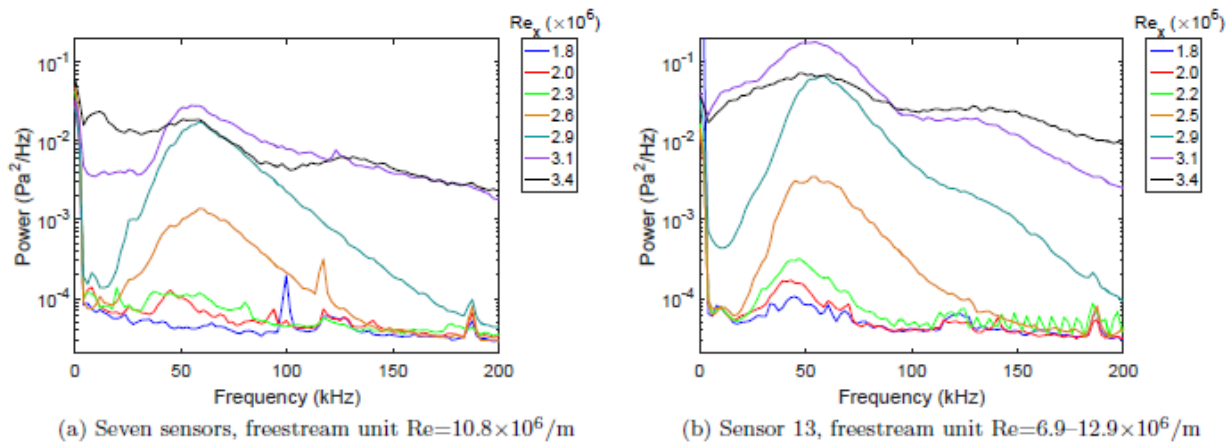 Re_x (×10^6)
1.8
2.0
2.3
2.6
2.9
3.1
3.4
10^-1
10^-2
10^-3
10^-4
Power (Pa^2/Hz)
0 50 100 150 200
Frequency (kHz)
(a) Seven sensors, freestream unit Re=10.8×10^6/m
Re_x (×10^6)
1.8
2.0
2.2
2.5
2.9
3.1
3.4
10^-1
10^-2
10^-3
10^-4
Power (Pa^2/Hz)
0 50 100 150 200
Frequency (kHz)
(b) Sensor 13, freestream unit Re=6.9–12.9×10^6/m